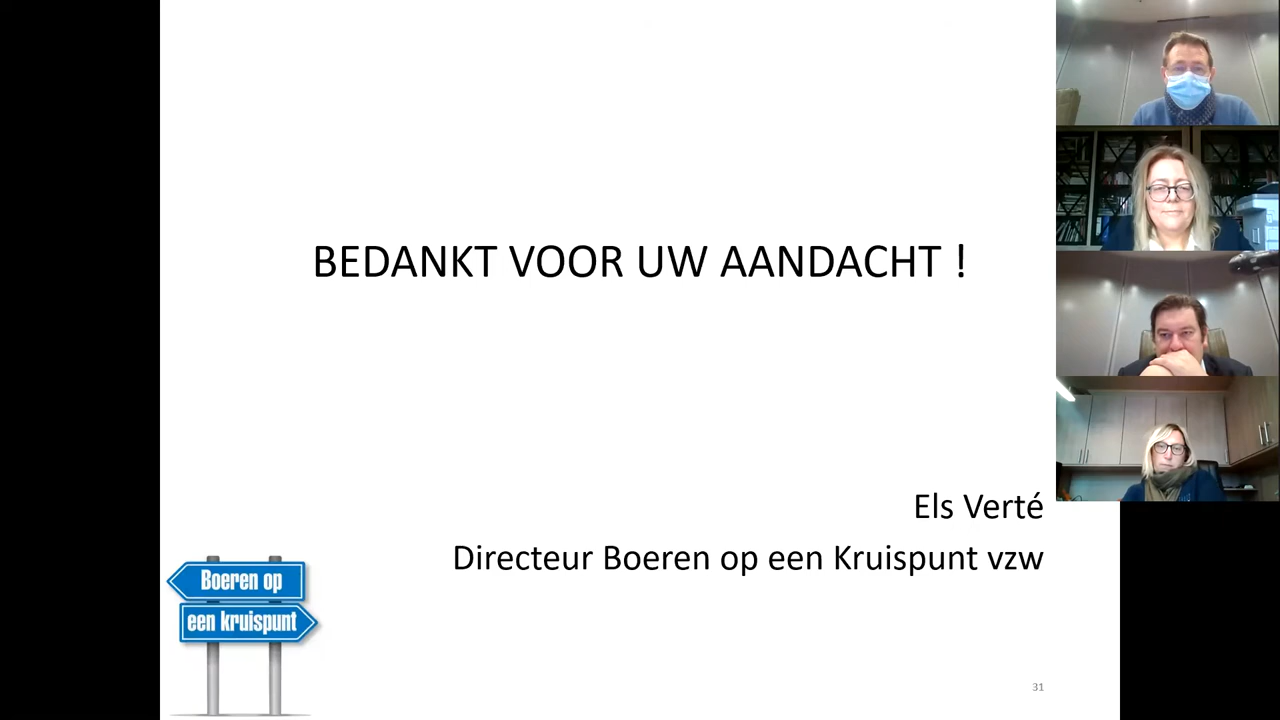 BEDANKT VOOR UW AANDACHT !
Els Verté
Directeur Boeren op een Kruispunt vzw
Boeren op
een kruispunt
31